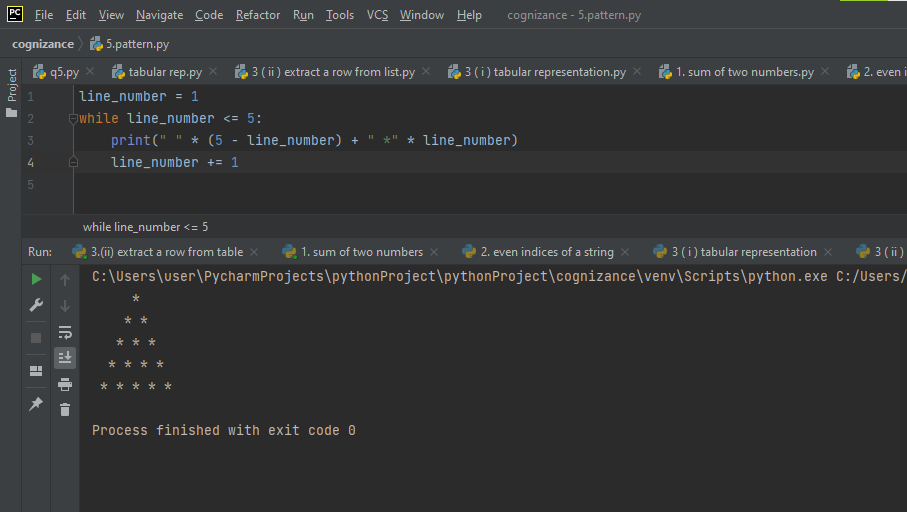 PC File Edit View Navigate Code Refactor Run Tools VCS Window Help cognizance - 5.pattern.py
cognizance 5.pattern.py
Project
q5.py tabular rep.py 3 ( ii ) extract a row from list.py 3 ( i ) tabular representation.py 1. sum of two numbers.py 2. even i
1 line_number = 1
2 while line_number <= 5:
3     print(" " * (5 - line_number) + " *" * line_number)
4     line_number += 1
5
while line_number <= 5
Run: 3.(ii) extract a row from table 1. sum of two numbers 2. even indices of a string 3 ( i ) tabular representation 3 ( ii )
C:\Users\user\PycharmProjects\pythonProject\pythonProject\cognizance\venv\Scripts\python.exe C:/Users/
     *
    * *
   * * *
  * * * *
 * * * * *
Process finished with exit code 0